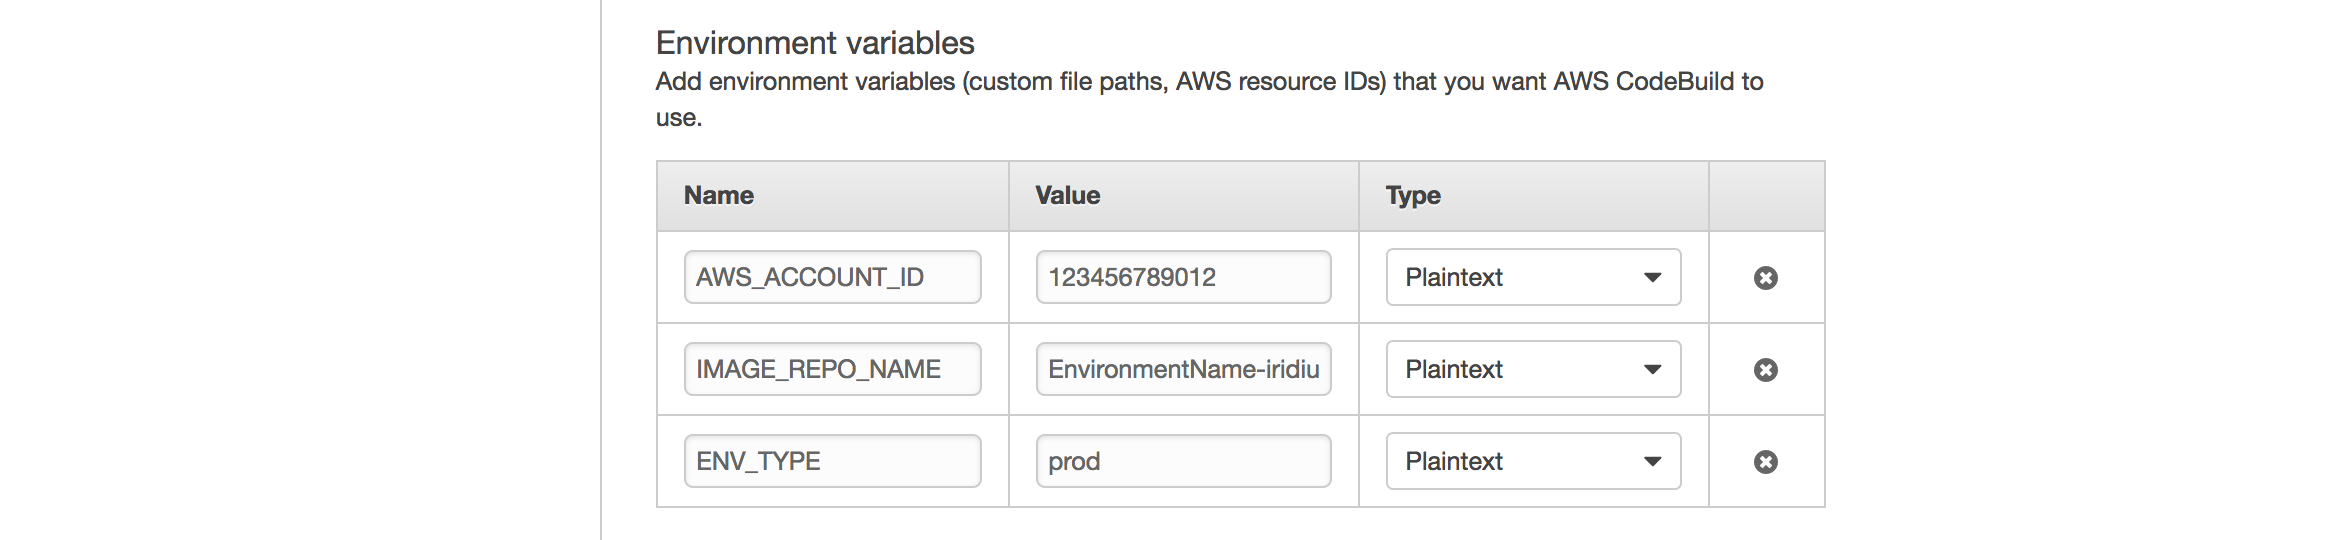 Environment variables
Add environment variables (custom file paths, AWS resource IDs) that you want AWS CodeBuild to
use.
Name Value Type
AWS_ACCOUNT_ID 123456789012 Plaintext
IMAGE_REPO_NAME EnvironmentName-iridiu Plaintext
ENV_TYPE prod Plaintext